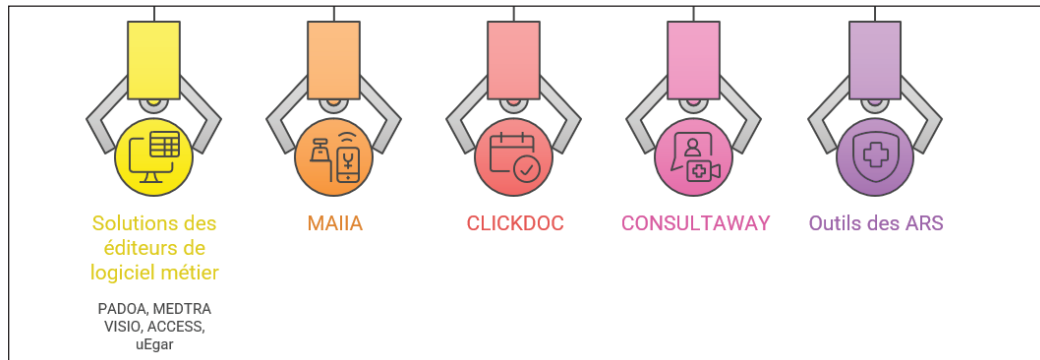 Solutions des
éditeurs de
logiciel métier
PADOA, MEDTRA
VISIO, ACCESS,
uEgar
MAIIA
CLICKDOC
CONSULTAWAY
Outils des ARS